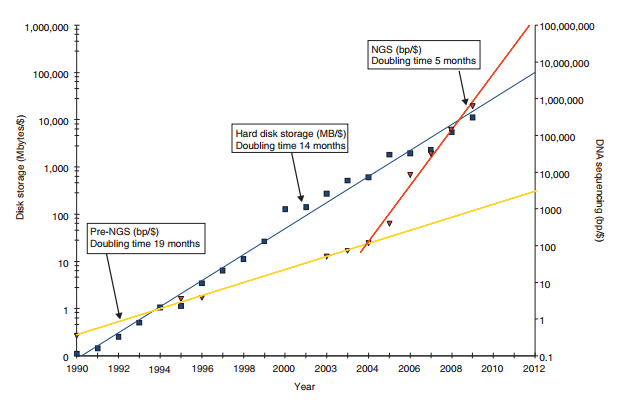 1,000,000
100,000
10,000
1,000
100
10
1
0
Disk storage (Mbytes/$)
NGS (bp/$)
Doubling time 5 months
Hard disk storage (MB/$)
Doubling time 14 months
Pre-NGS (bp/$)
Doubling time 19 months
100,000,000
10,000,000
1,000,000
100,000
10,000
1000
100
10
1
0.1
DNA sequencing (bp/$)
1990 1992 1994 1996 1998 2000 2003 2004 2006 2008 2010 2012
Year